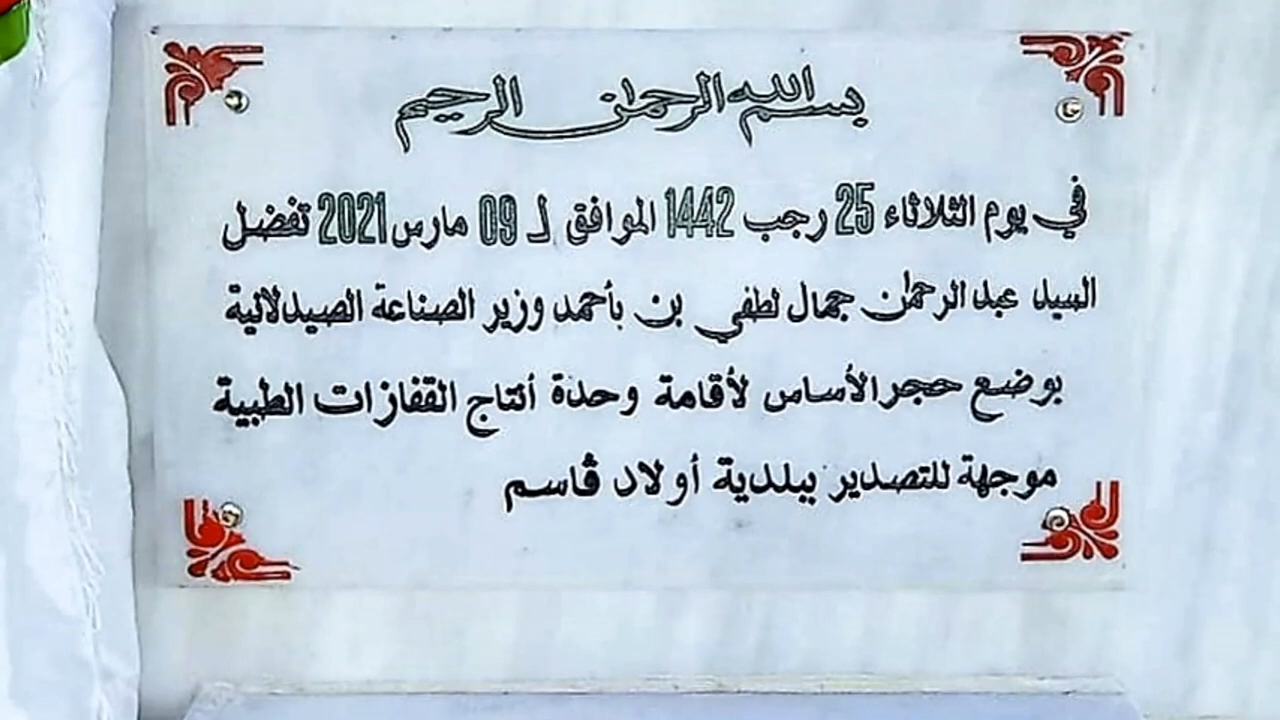 بسم الله الرحمن الرحيم
في يوم الثلاثاء 25 رجب 1442 الموافق لـ 09 مارس 2021 تفضل
السيد عبد الرحمن جمال لطفي بن بأحمد وزير الصناعة الصيدلانية
بوضع حجر الأساس لأقامة وحدة أنتاج القفازات الطبية
موجهة للتصدير ببلدية أولاد ڤاسم